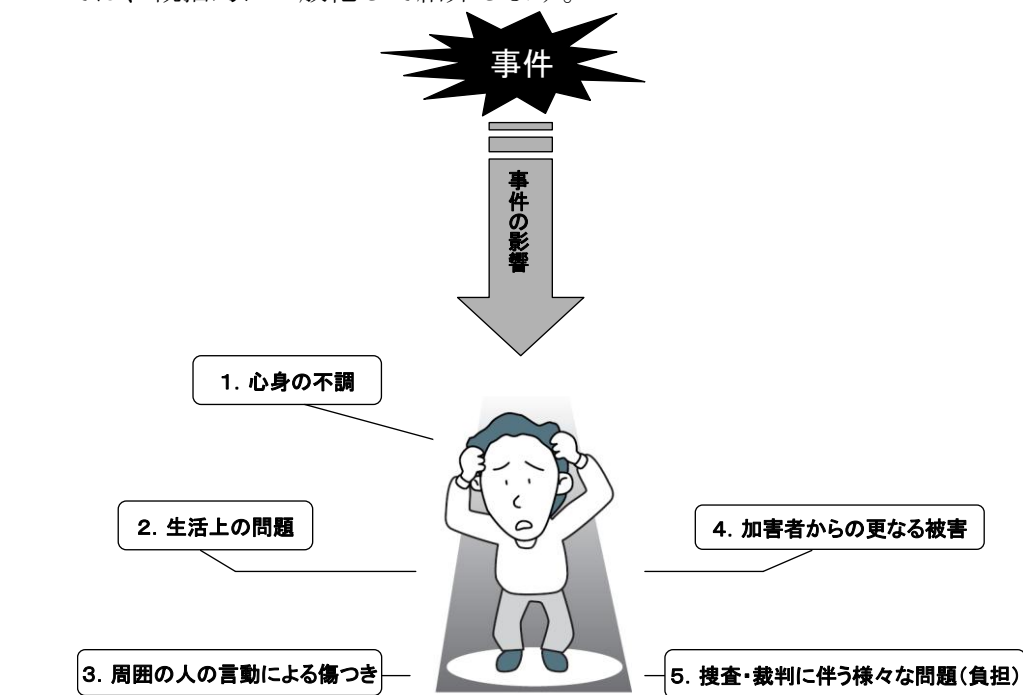 事件
事件の影響
1．心身の不調
2．生活上の問題
4．加害者からの更なる被害
3．周囲の人の言動による傷つき
5．捜査・裁判に伴う様々な問題（負担）